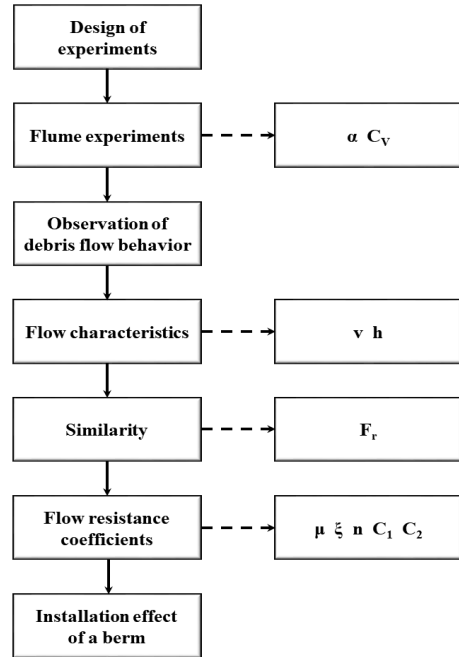 Design of
experiments
Flume experiments
α C_V
Observation of
debris flow behavior
Flow characteristics
v h
Similarity
F_r
Flow resistance
coefficients
μ ξ n C_1 C_2
Installation effect
of a berm